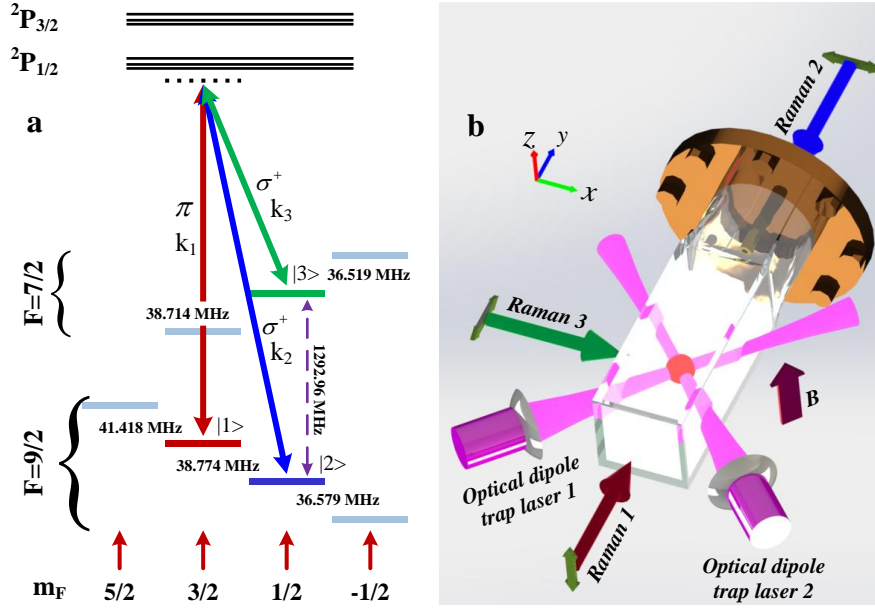 ²P₃/₂
²P₁/₂
a
π
k₁
σ⁺
k₃
σ⁺
k₂
F=7/2
F=9/2
38.714 MHz
|3>
36.519 MHz
1292.96 MHz
41.418 MHz
|1>
38.774 MHz
|2>
36.579 MHz
m_F
5/2
3/2
1/2
-1/2
b
z
y
x
Raman 2
Raman 3
B
Optical dipole
trap laser 1
Raman 1
Optical dipole
trap laser 2